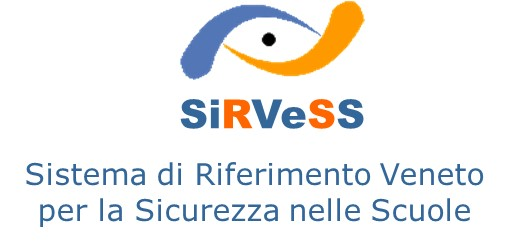 SiRVeSS
Sistema di Riferimento Veneto
per la Sicurezza nelle Scuole